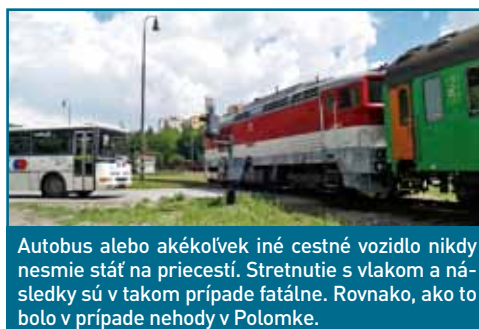 Autobus alebo akékoľvek iné cestné vozidlo nikdy
nesmie stáť na priecestí. Stretnutie s vlakom a ná-
sledky sú v takom prípade fatálne. Rovnako, ako to
bolo v prípade nehody v Polomke.